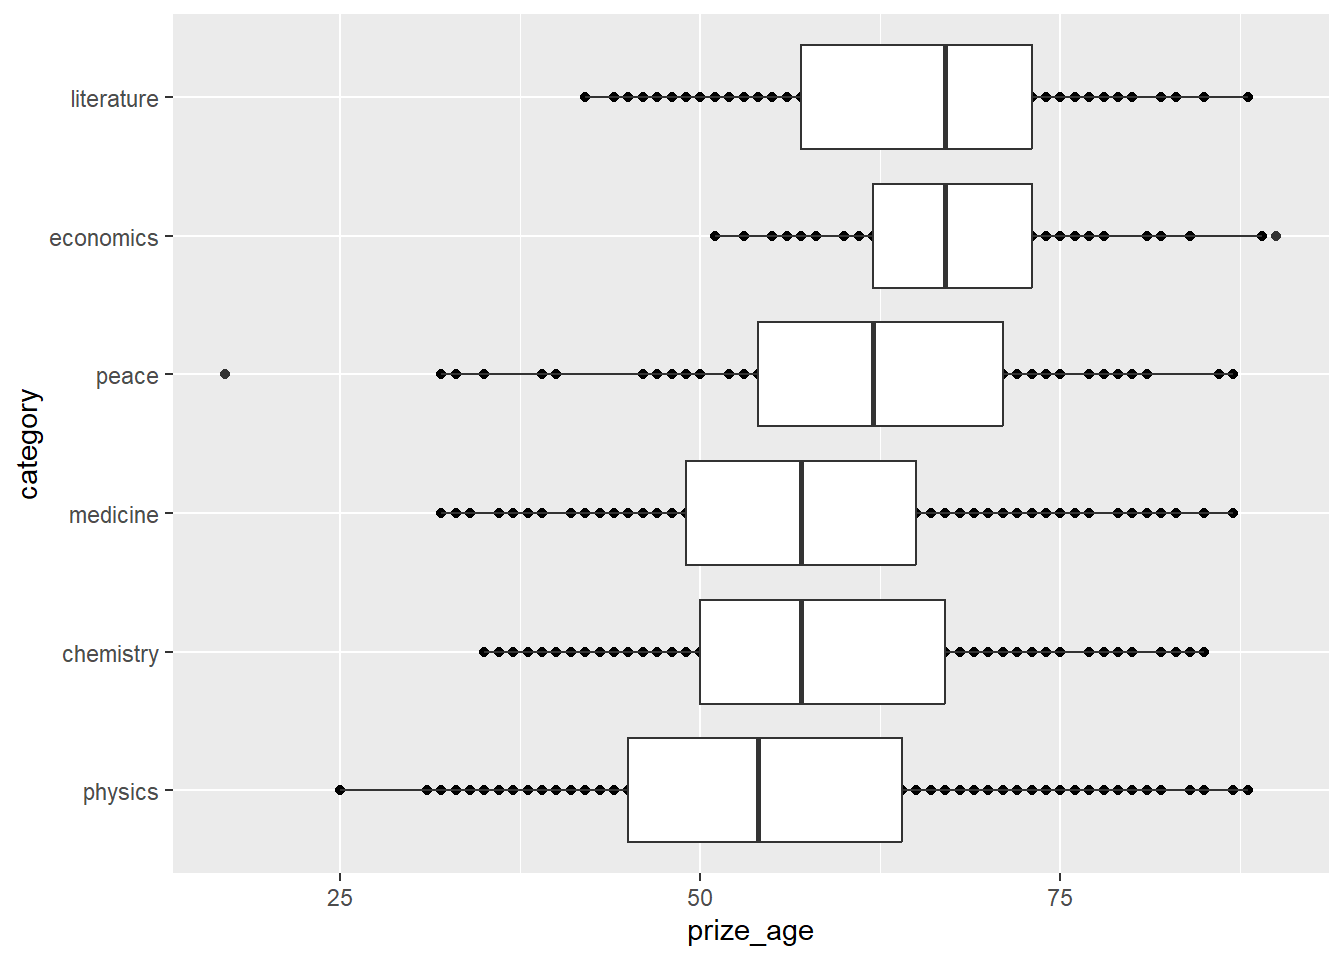 literature
economics
peace
medicine
chemistry
physics
category
25 50 75
prize_age